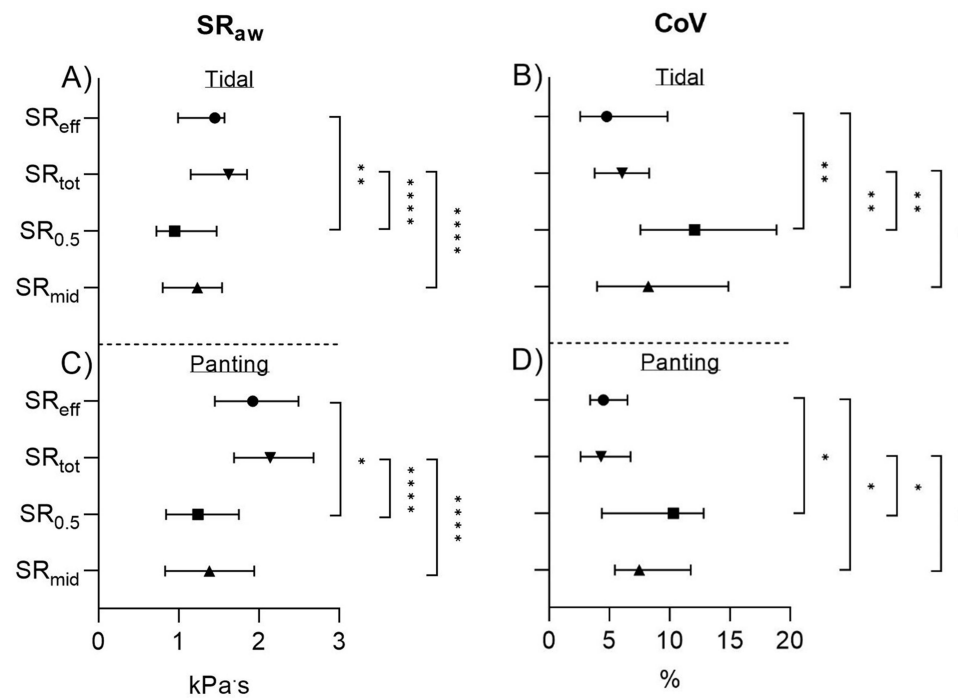 SRaw CoV
A) Tidal B) Tidal
SReff
**
SRtot
****
****
**
**
**
SR0.5
SRmid
C) Panting D) Panting
SReff
*
SRtot
****
****
*
*
*
SR0.5
SRmid
0 1 2 3 0 5 10 15 20
kPa·s %